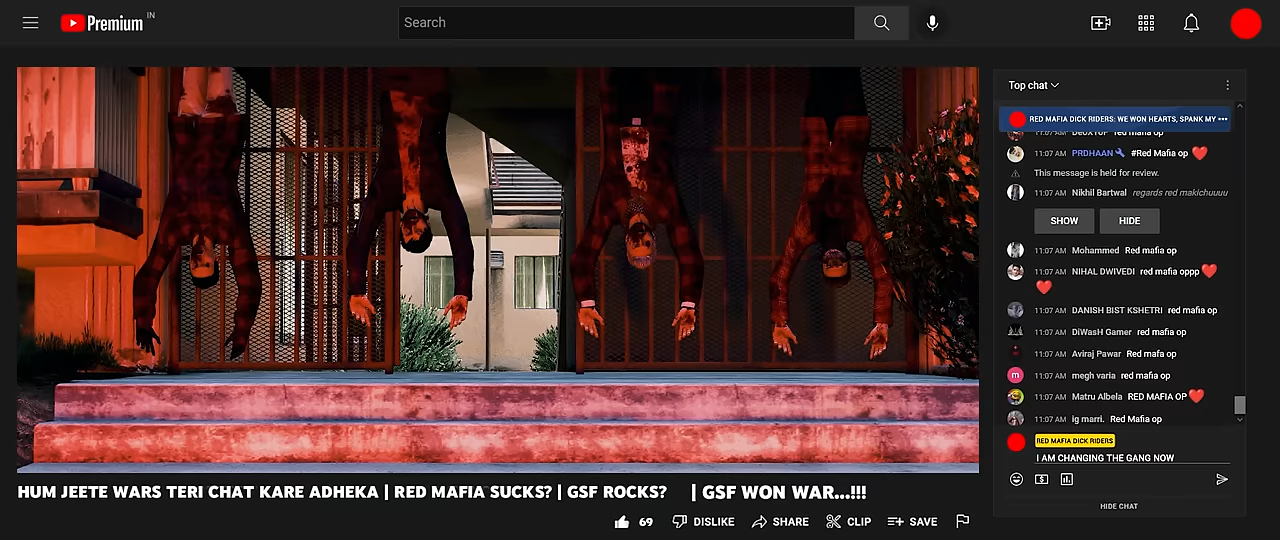 Premium IN
Search
Top chat
RED MAFIA DICK RIDERS: WE WON HEARTS, SPANK MY •••
11:07 AM DeuXYUP red mafia op
11:07 AM PRDHAAN #Red Mafia op ❤️
This message is held for review.
11:07 AM Nikhil Bartwal regards red makichuuuu
SHOW HIDE
11:07 AM Mohammed Red mafia op
11:07 AM NIHAL DWIVEDI red mafia oppp ❤️
❤️
11:07 AM DANISH BIST KSHETRI red mafia op
11:07 AM DiWasH Gamer red mafia op
11:07 AM Aviraj Pawar Red mafa op
11:07 AM megh varia red mafia op
11:07 AM Matru Albela RED MAFIA OP ❤️
11:07 AM ig marri. Red Mafia op
RED MAFIA DICK RIDERS
I AM CHANGING THE GANG NOW
HIDE CHAT
HUM JEETE WARS TERI CHAT KARE ADHEKA | RED MAFIA SUCKS? | GSF ROCKS? | GSF WON WAR...!!!
69 DISLIKE SHARE CLIP SAVE